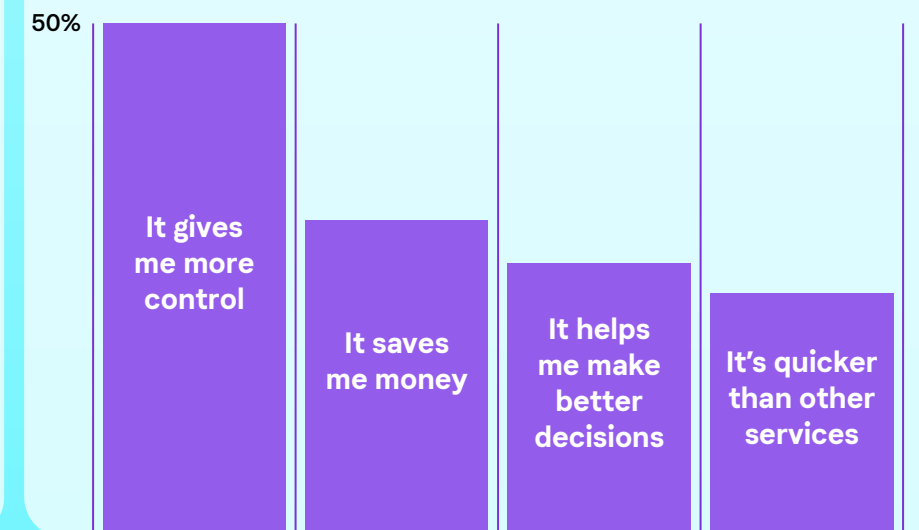 50%
It gives
me more
control
It saves
me money
It helps
me make
better
decisions
It’s quicker
than other
services